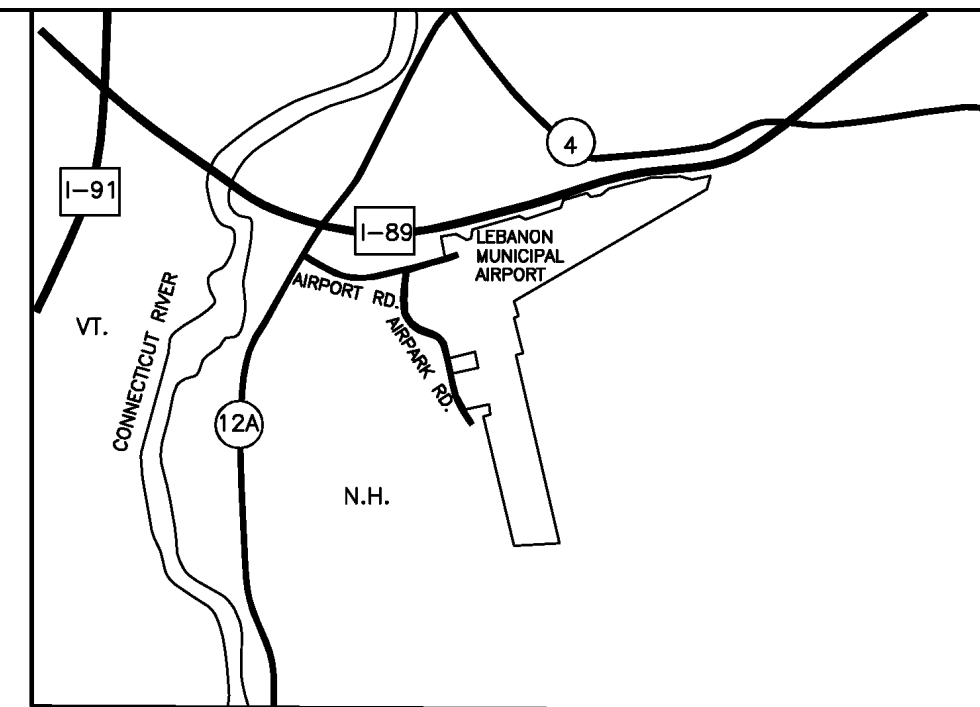 4
I-91
I-89
LEBANON
MUNICIPAL
AIRPORT
AIRPORT RD.
CONNECTICUT RIVER
VT.
AIRPARK RD.
12A
N.H.